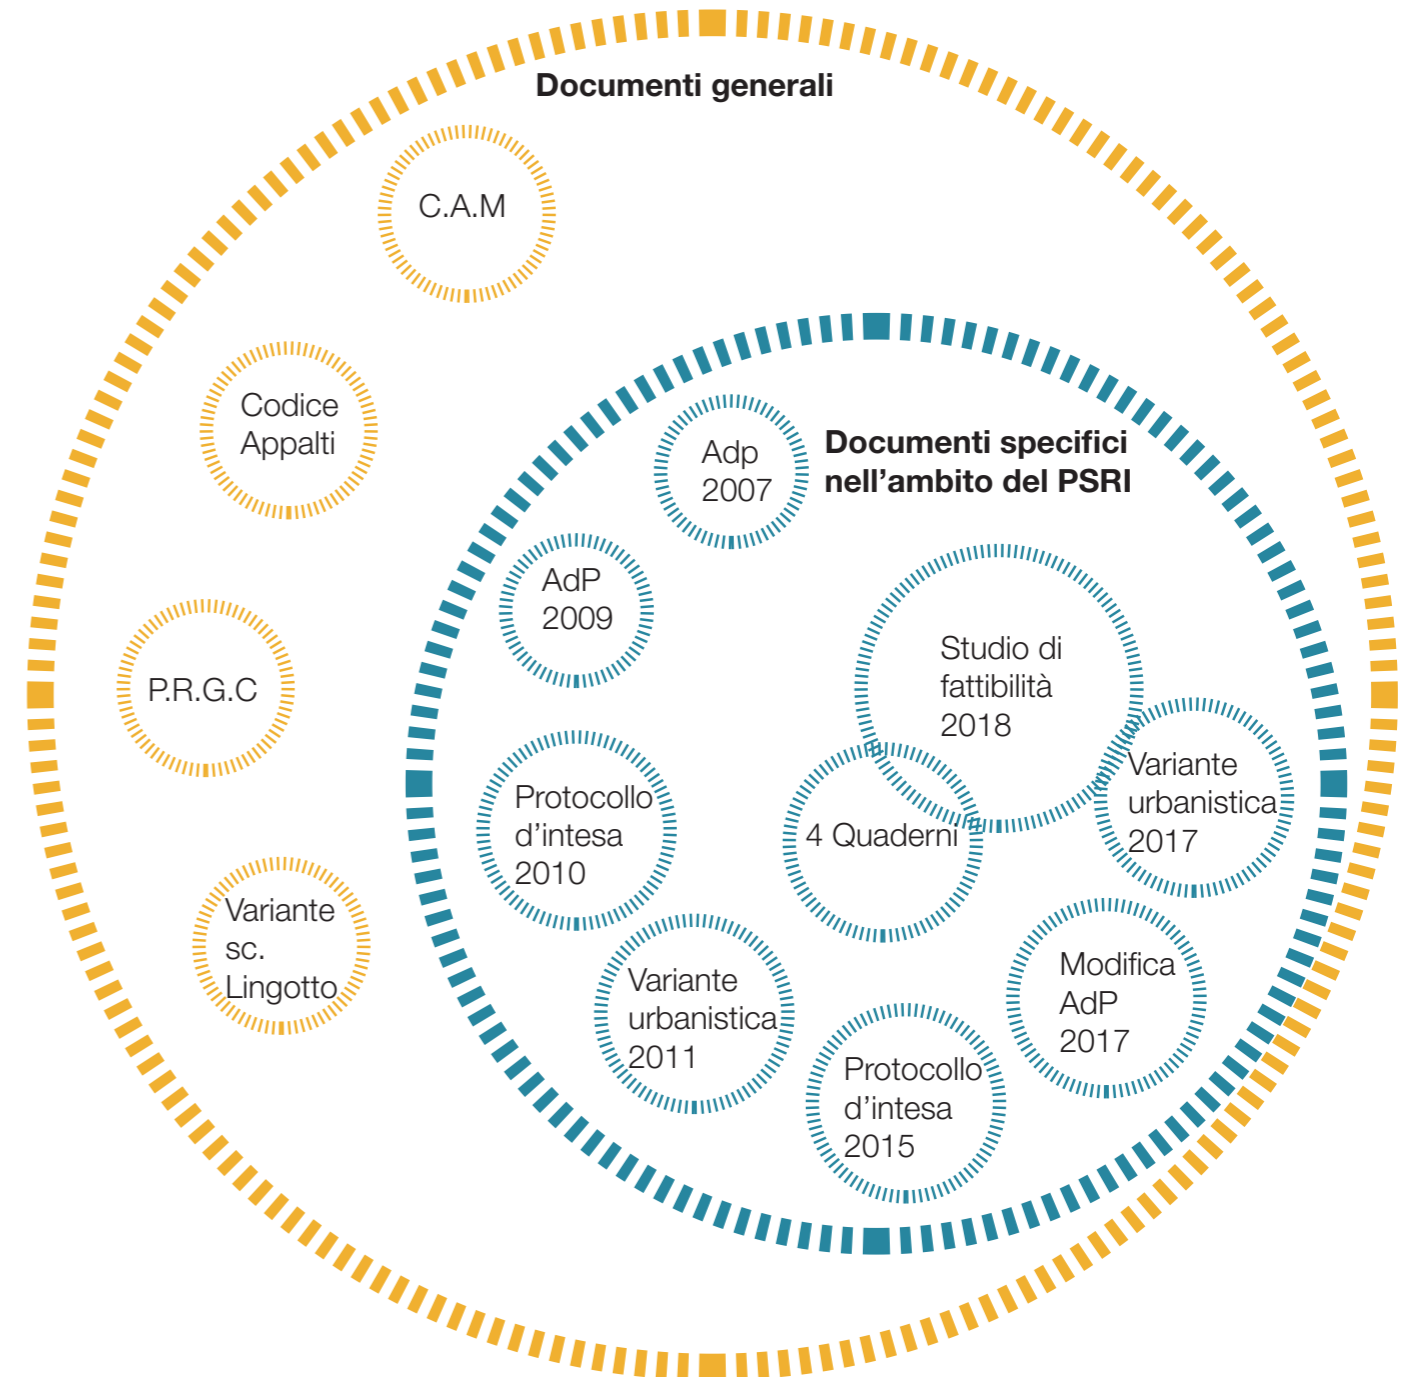 Documenti generali
C.A.M
Codice
Appalti
P.R.G.C
Variante
sc.
Lingotto
Documenti specifici
nell’ambito del PSRI
Adp
2007
AdP
2009
Protocollo
d’intesa
2010
Variante
urbanistica
2011
Protocollo
d’intesa
2015
Modifica
AdP
2017
Variante
urbanistica
2017
Studio di
fattibilità
2018
4 Quaderni